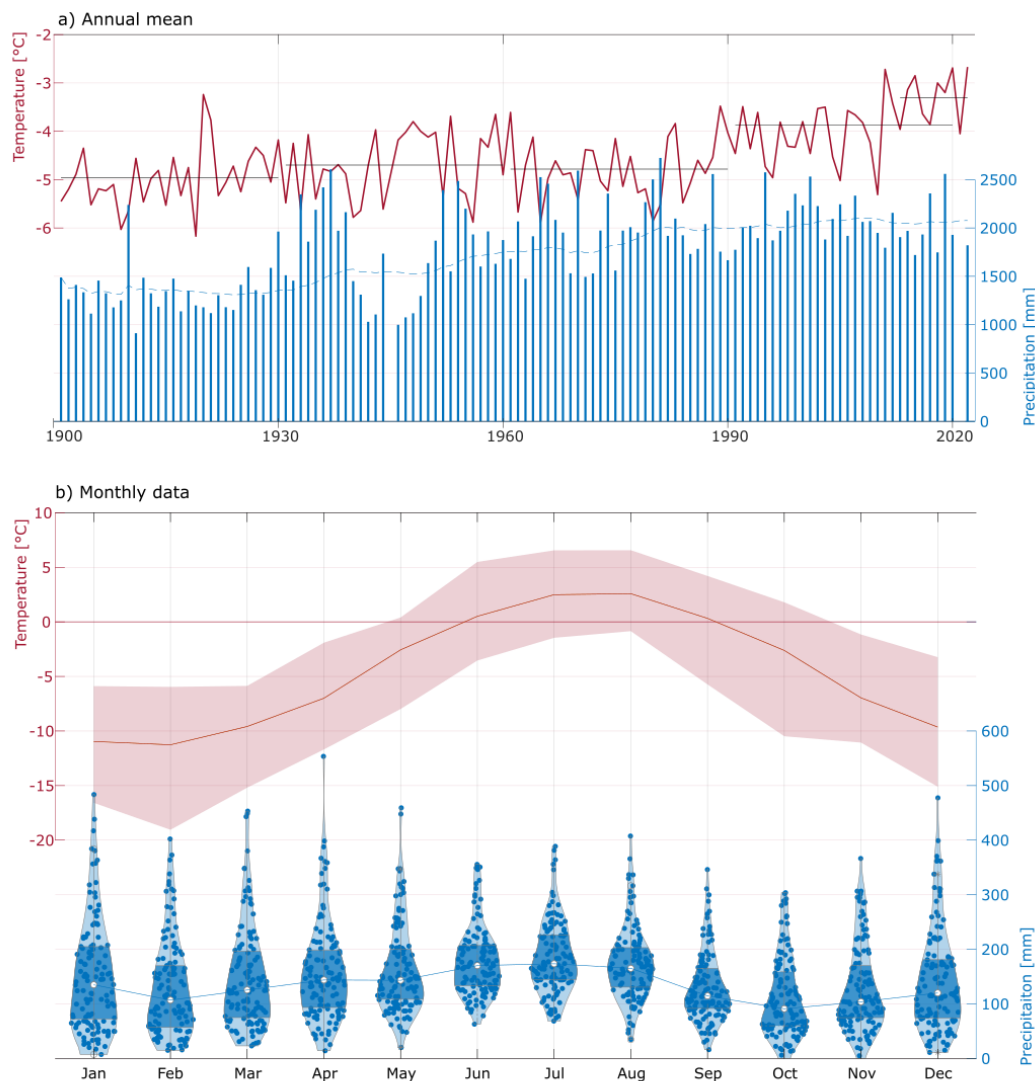 a) Annual mean
-2
-3
-4
-5
-6
Temperature [°C]
2500
2000
1500
1000
500
0
Precipitation [mm]
1900
1930
1960
1990
2020
b) Monthly data
10
5
0
-5
-10
-15
-20
Temperature [°C]
600
500
400
300
200
100
0
Precipitaiton [mm]
Jan
Feb
Mar
Apr
May
Jun
Jul
Aug
Sep
Oct
Nov
Dec